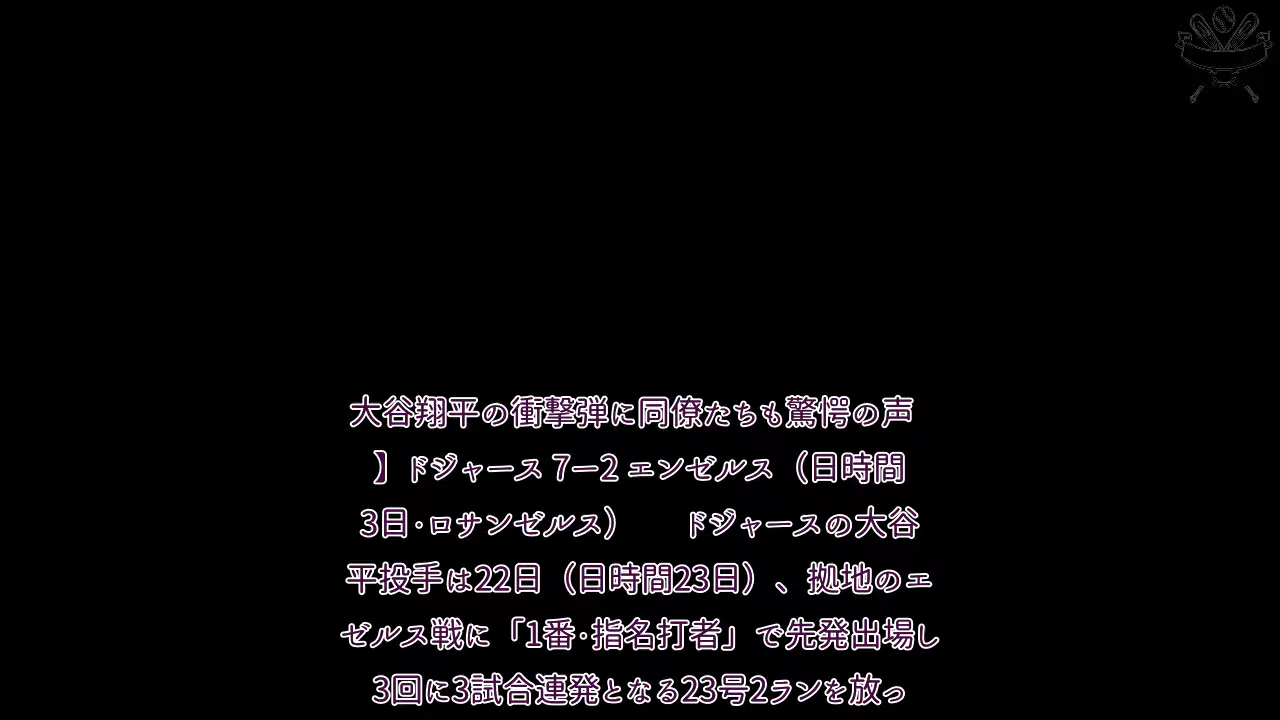 大谷翔平の衝撃弾に同僚たちも驚愕の声
】ドジャース 7ー2 エンゼルス（日時間
3日·ロサンゼルス）　ドジャースの大谷
平投手は22日（日時間23日）、拠地のエ
ゼルス戦に「1番·指名打者」で先発出場し
3回に3試合連発となる23号2ランを放っ